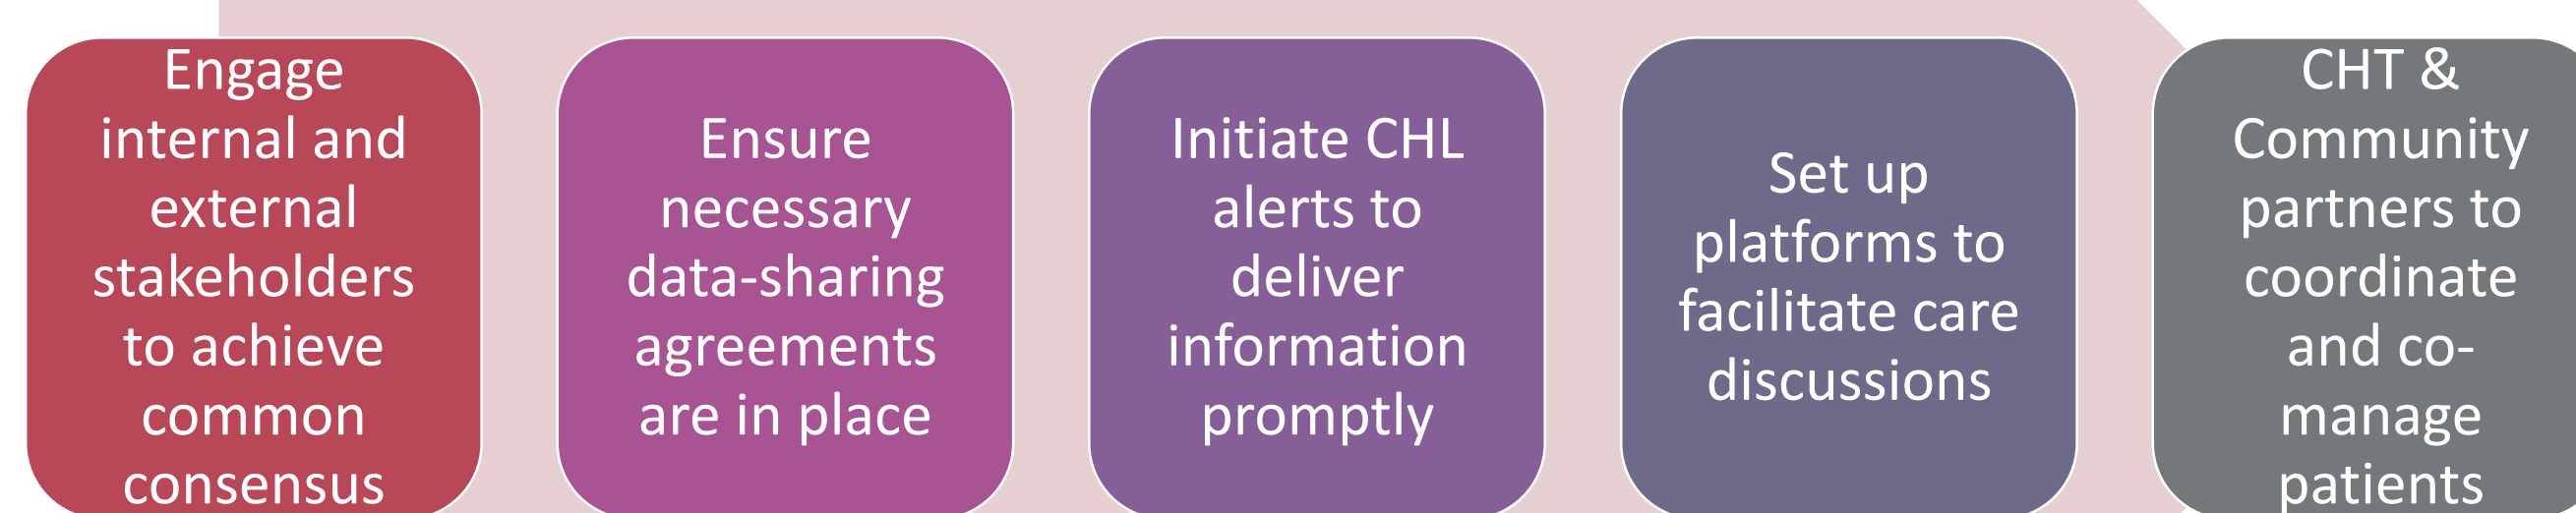 Engage
internal and
external
stakeholders
to achieve
common
consensus
Ensure
necessary
data-sharing
agreements
are in place
Initiate CHL
alerts to
deliver
information
promptly
Set up
platforms to
facilitate care
discussions
CHT &
Community
partners to
coordinate
and co-
manage
patients